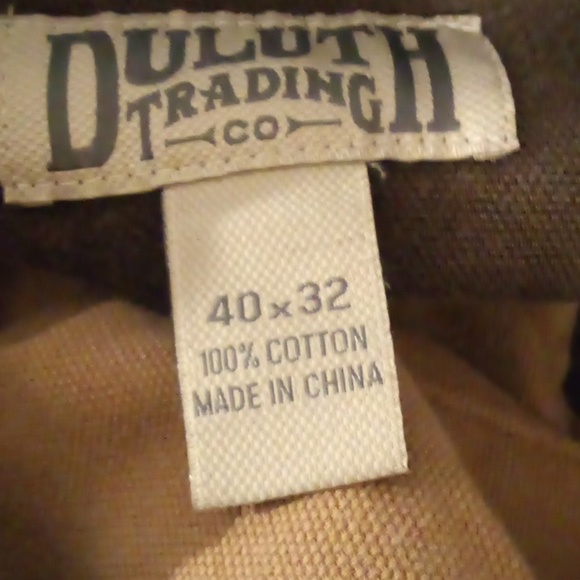 DULUTH
TRADING
CO
40 x 32
100% COTTON
MADE IN CHINA